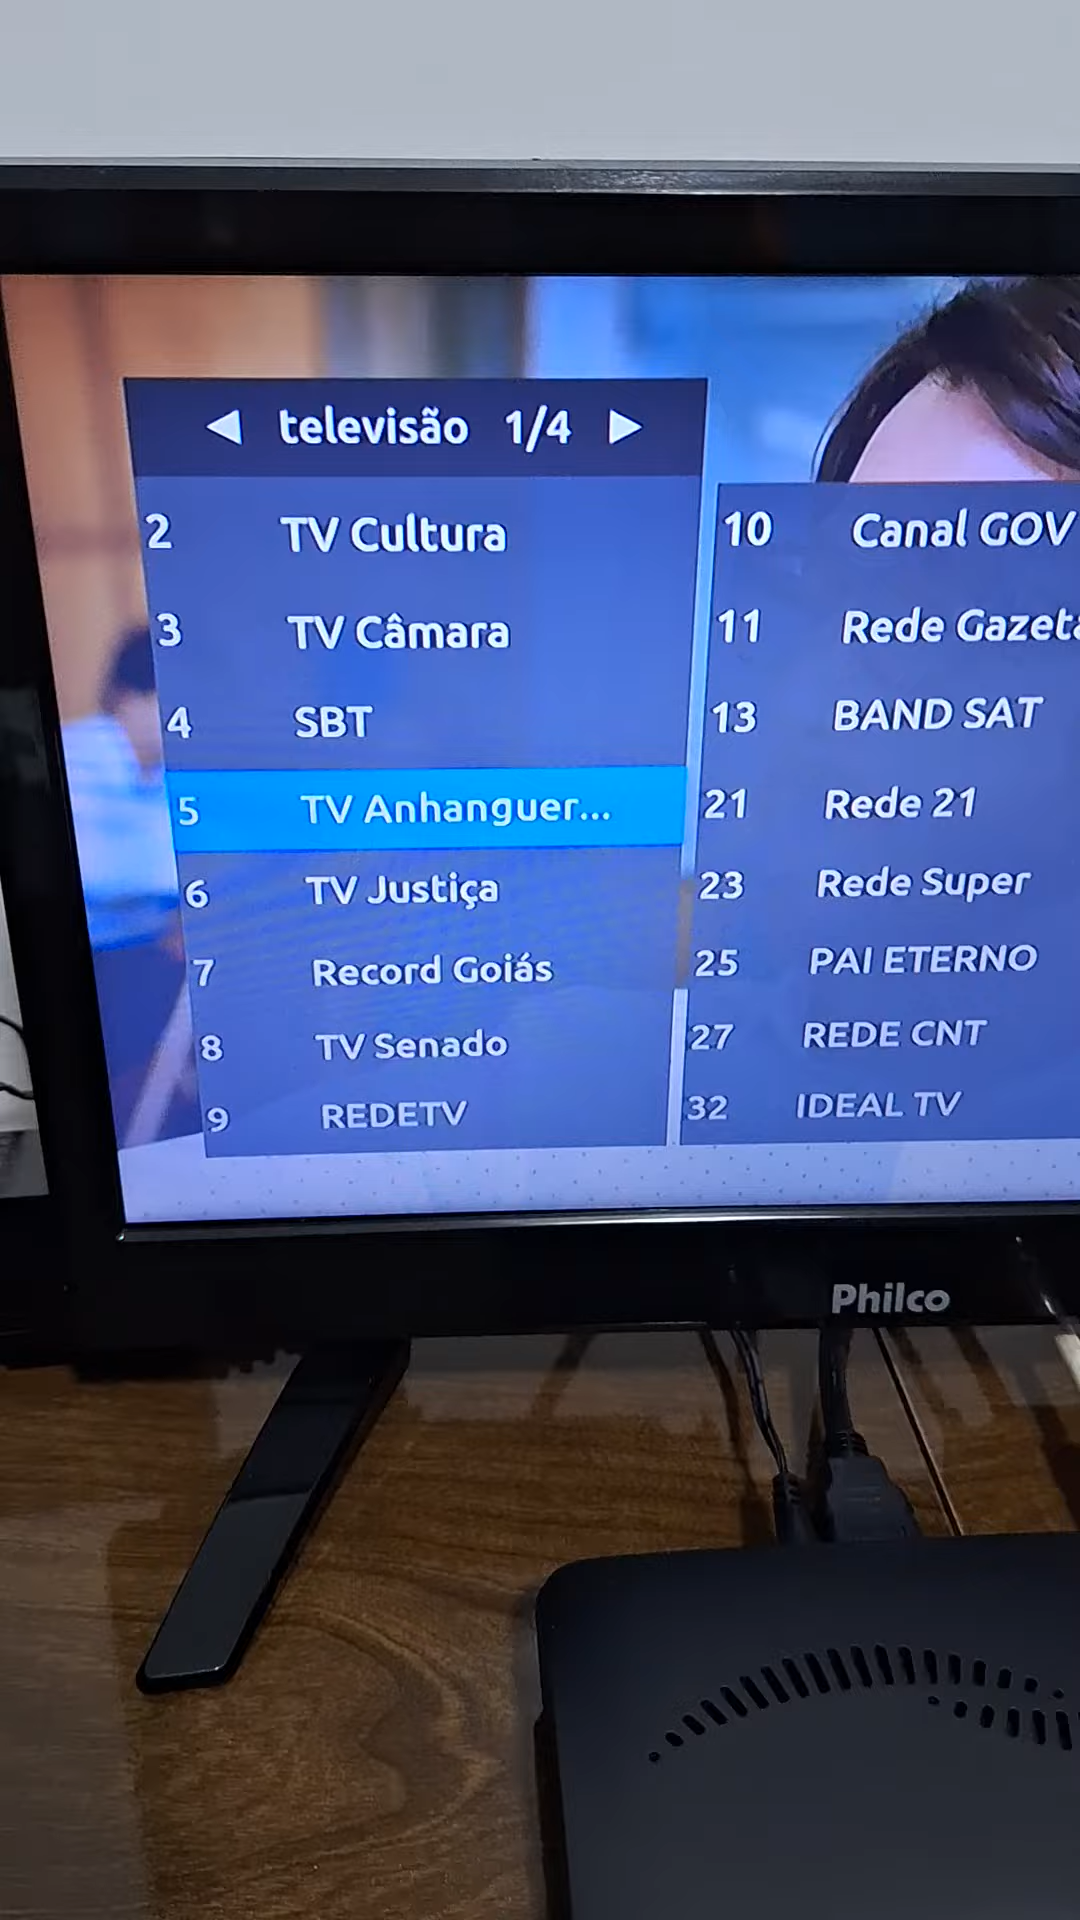 ◀ televisão 1/4 ▶
2 TV Cultura
3 TV Câmara
4 SBT
5 TV Anhanguer...
6 TV Justiça
7 Record Goiás
8 TV Senado
9 REDETV
10 Canal GOV
11 Rede Gazeta
13 BAND SAT
21 Rede 21
23 Rede Super
25 PAI ETERNO
27 REDE CNT
32 IDEAL TV
Philco